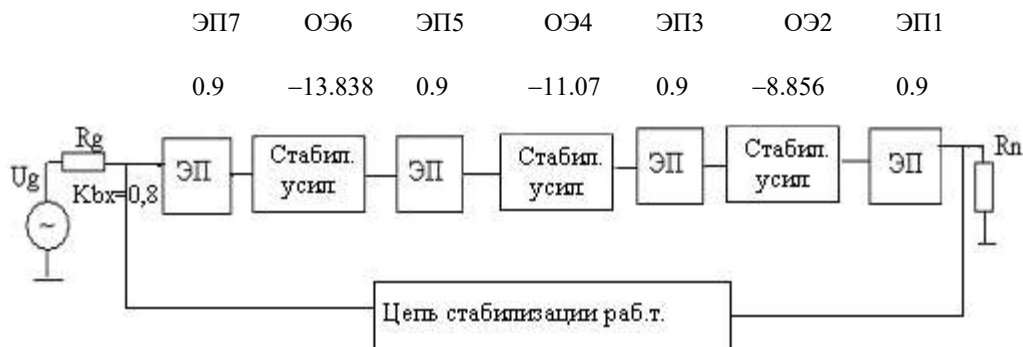 ЭП7 ОЭ6 ЭП5 ОЭ4 ЭП3 ОЭ2 ЭП1
0.9 −13.838 0.9 −11.07 0.9 −8.856 0.9
Rg
Ug
Kbx=0,8
~
ЭП
Стабил.
усил
ЭП
Стабил.
усил
ЭП
Стабил.
усил
ЭП
Rn
Цепь стабилизации раб.т.